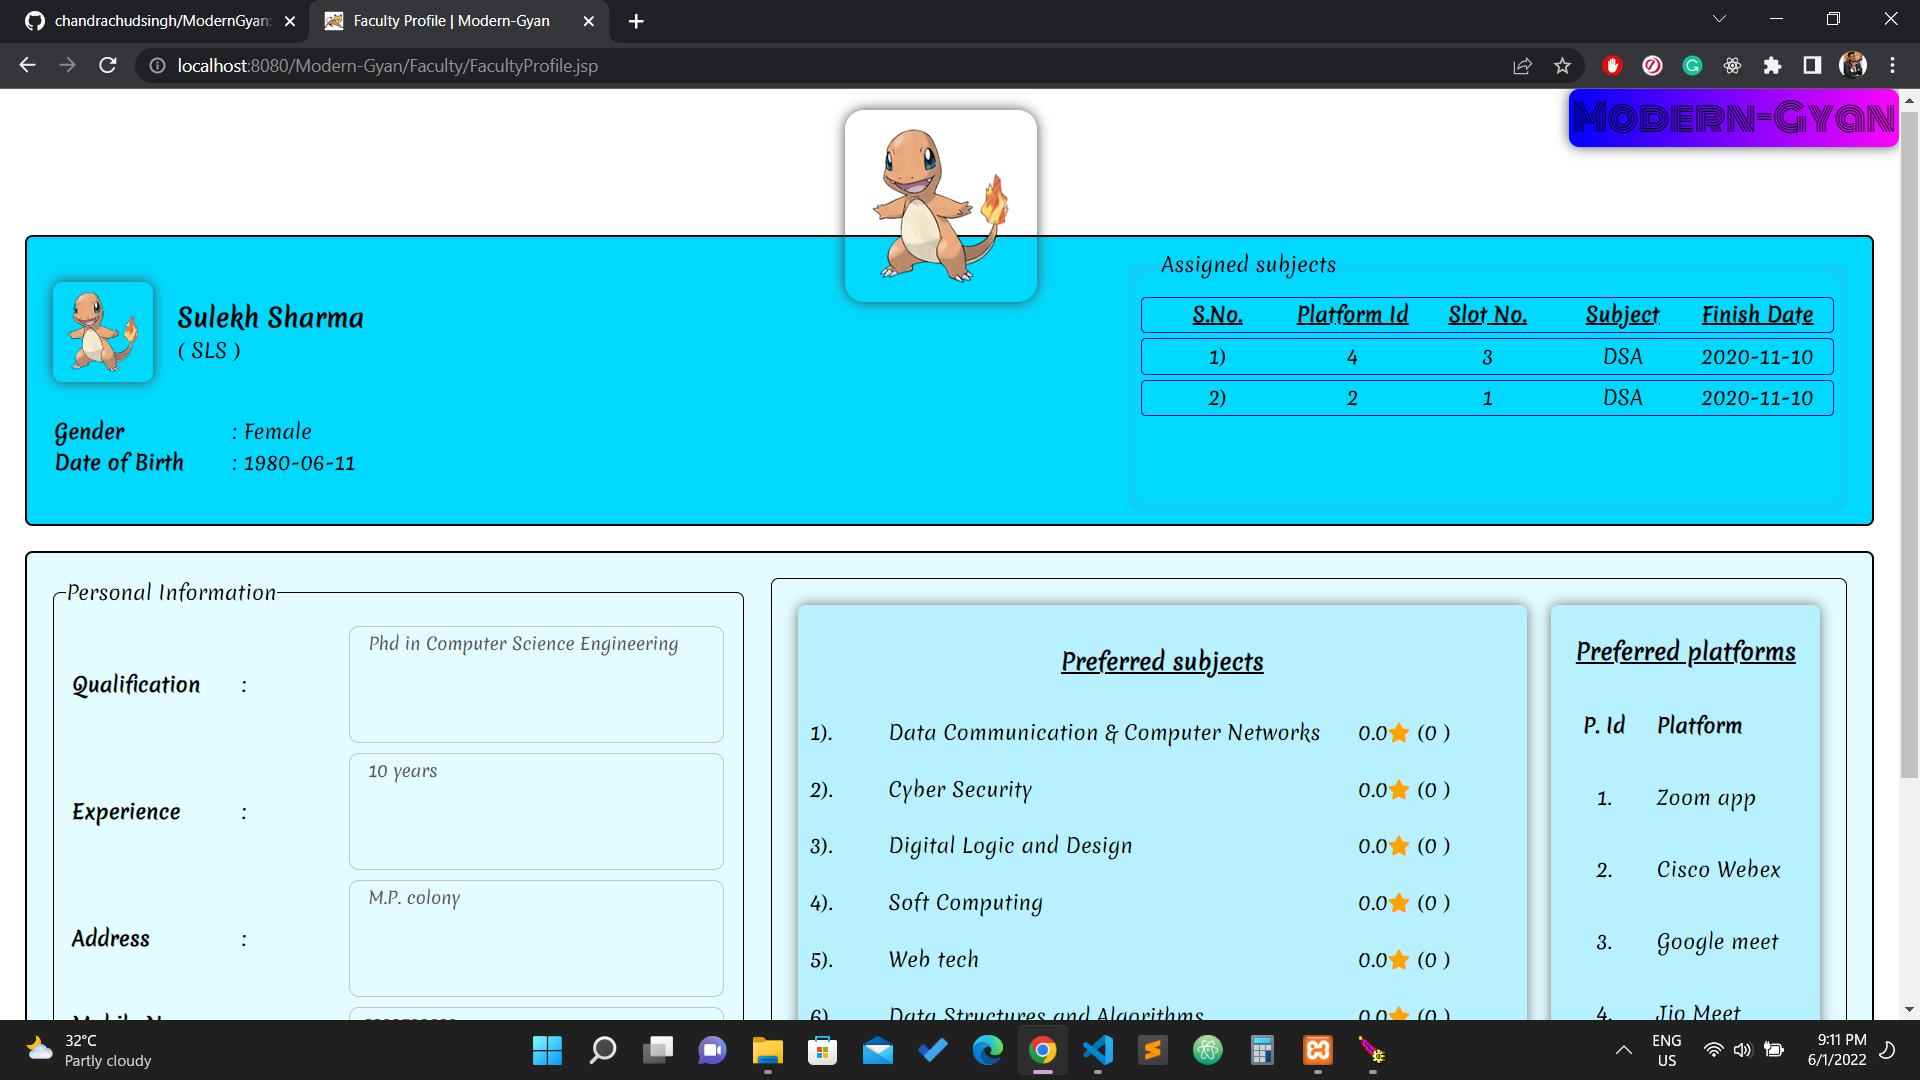 chandrachudsingh/ModernGyan:
Faculty Profile | Modern-Gyan
localhost:8080/Modern-Gyan/Faculty/FacultyProfile.jsp
Modern-Gyan
Sulekh Sharma
( SLS )
Gender : Female
Date of Birth : 1980-06-11
Assigned subjects
S.No. Platform Id Slot No. Subject Finish Date
1) 4 3 DSA 2020-11-10
2) 2 1 DSA 2020-11-10
Personal Information
Qualification : Phd in Computer Science Engineering
Experience : 10 years
Address : M.P. colony
Preferred subjects
1). Data Communication & Computer Networks 0.0 (0 )
2). Cyber Security 0.0 (0 )
3). Digital Logic and Design 0.0 (0 )
4). Soft Computing 0.0 (0 )
5). Web tech 0.0 (0 )
6). Data Structures and Algorithms 0.0 (0 )
Preferred platforms
P. Id Platform
1. Zoom app
2. Cisco Webex
3. Google meet
4. Jio Meet
32°C
Partly cloudy
ENG
US
9:11 PM
6/1/2022